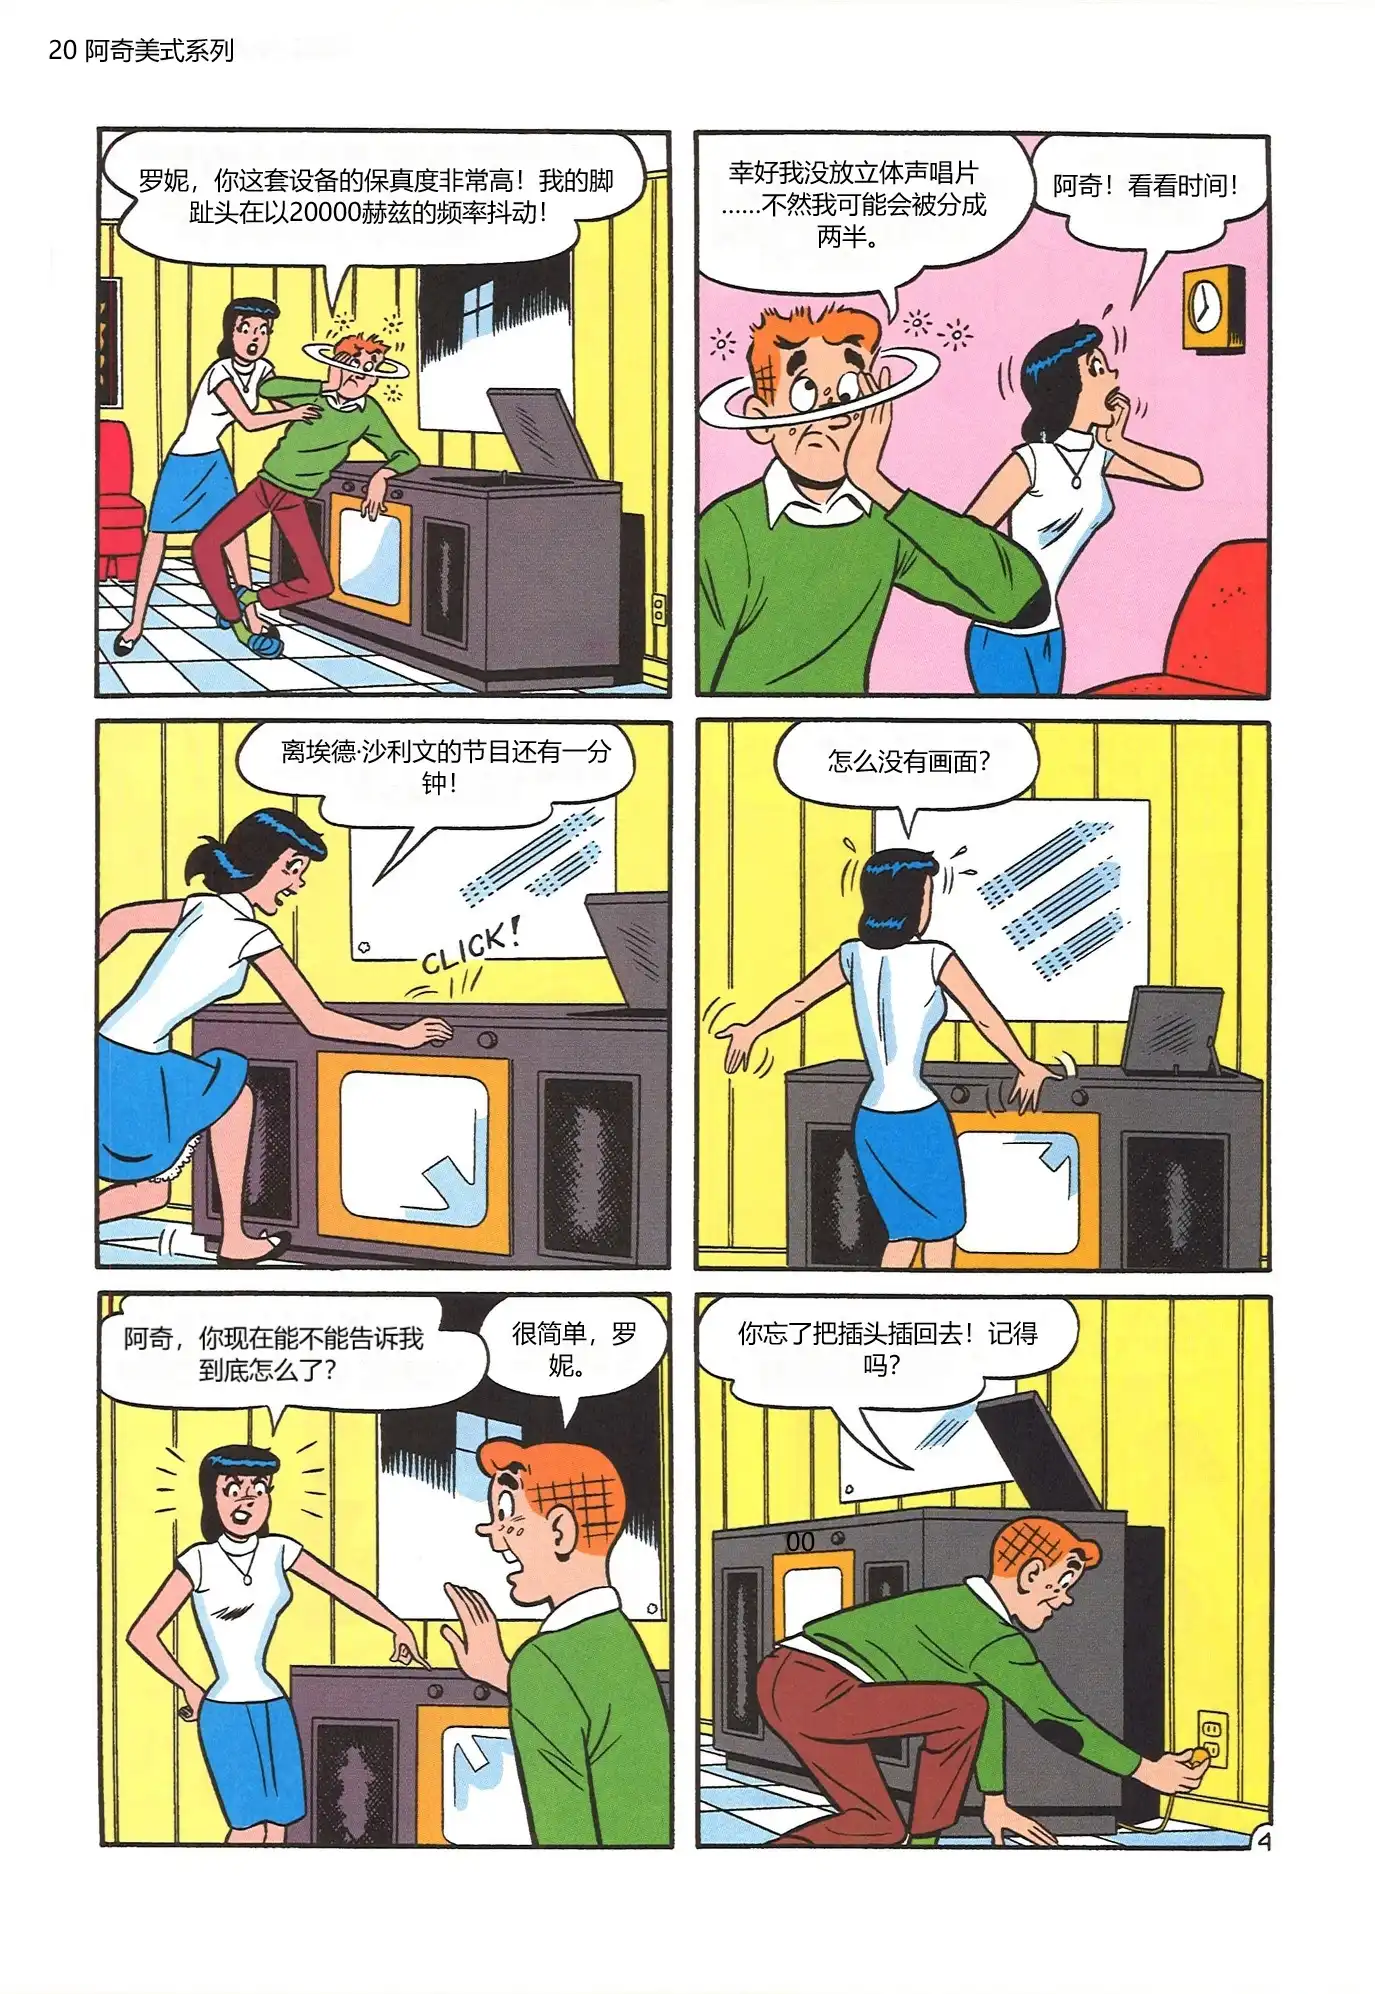 20 阿奇美式系列
罗妮，你这套设备的保真度非常高！我的脚
趾头在以20000赫兹的频率抖动！
幸好我没放立体声唱片
……不然我可能会被分成
两半。
阿奇！看看时间！
离埃德·沙利文的节目还有一分
钟！
CLICK!
怎么没有画面？
阿奇，你现在能不能告诉我
到底怎么了？
很简单，罗
妮。
你忘了把插头插回去！记得
吗？
00
4